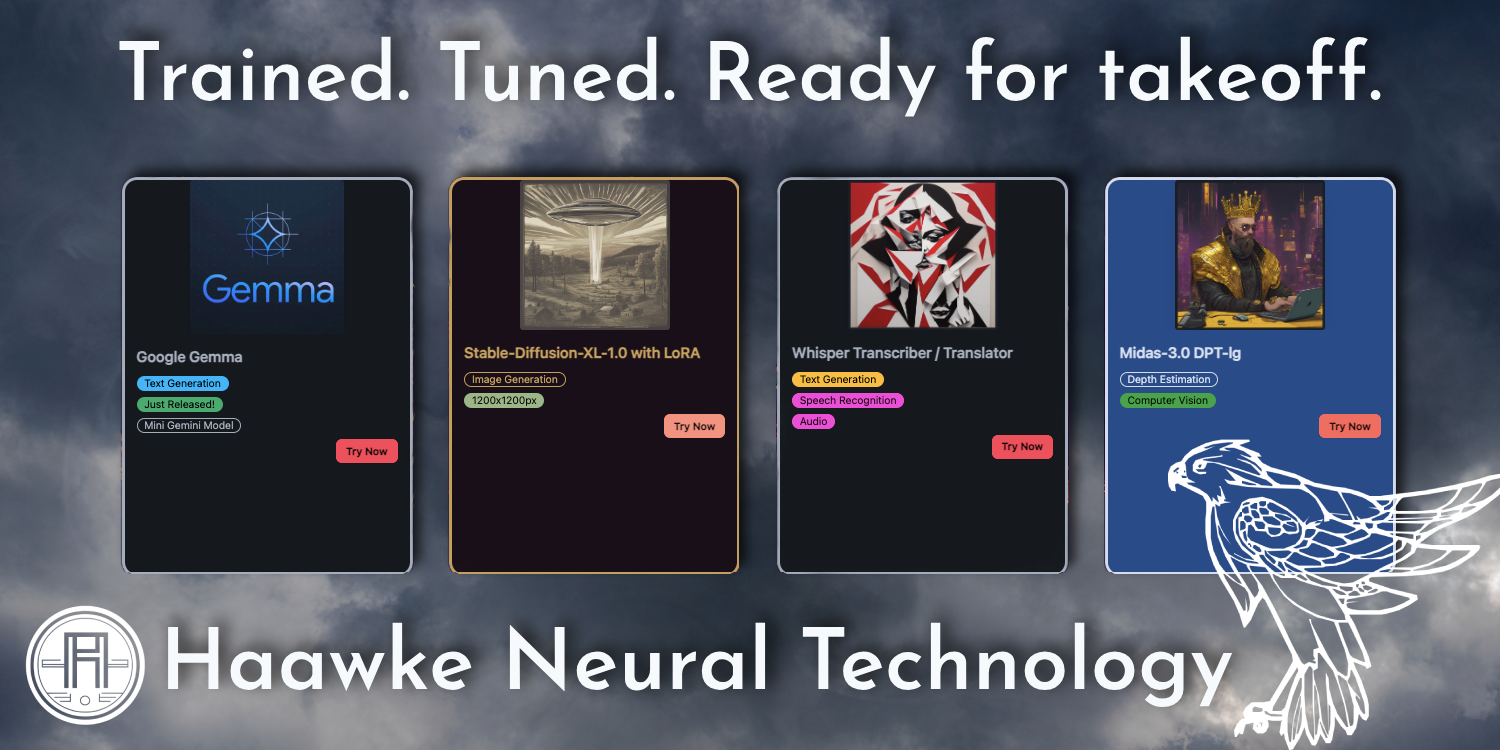 Trained. Tuned. Ready for takeoff.
Gemma
Google Gemma
Text Generation
Just Released!
Mini Gemini Model
Try Now
Stable-Diffusion-XL-1.0 with LoRA
Image Generation
1200x1200px
Try Now
Whisper Transcriber / Translator
Text Generation
Speech Recognition
Audio
Try Now
Midas-3.0 DPT-lg
Depth Estimation
Computer Vision
Try Now
Haawke Neural Technology